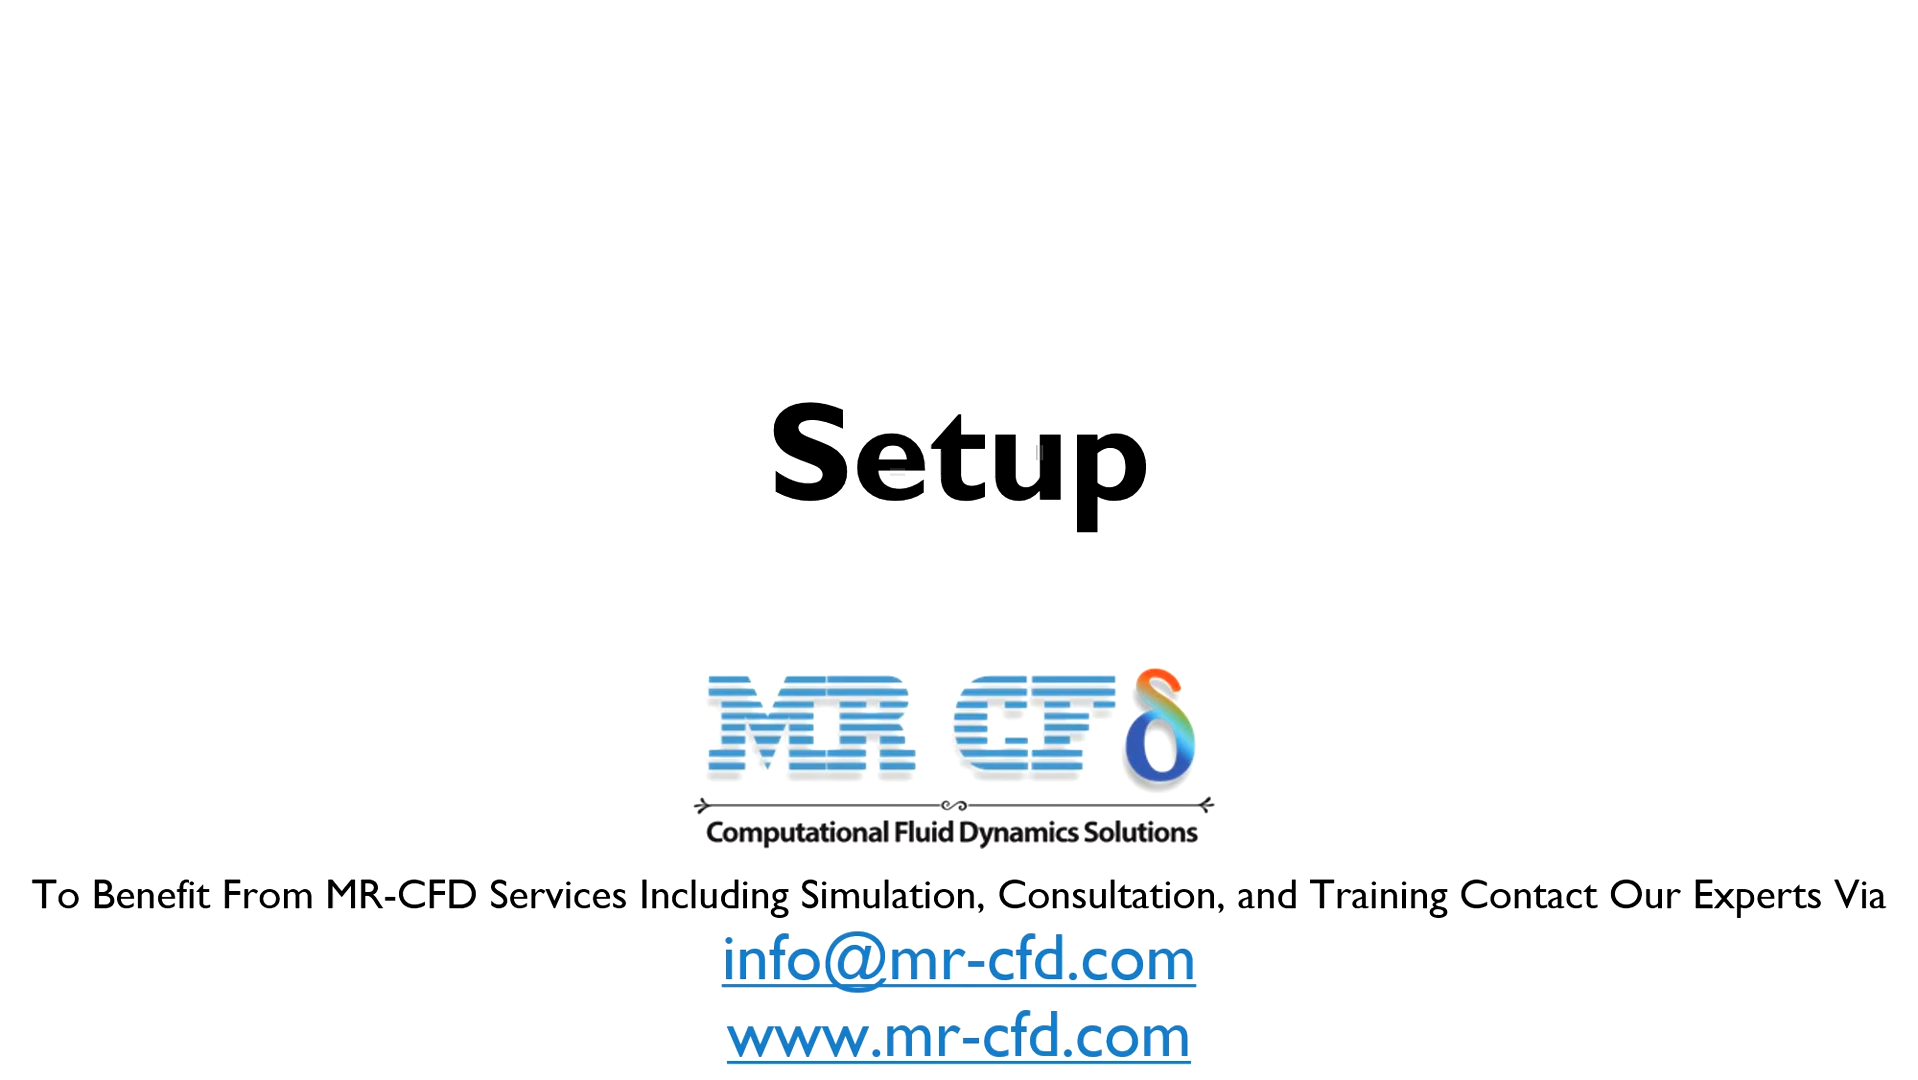 Setup
MR CFδ
Computational Fluid Dynamics Solutions
To Benefit From MR-CFD Services Including Simulation, Consultation, and Training Contact Our Experts Via
info@mr-cfd.com
www.mr-cfd.com